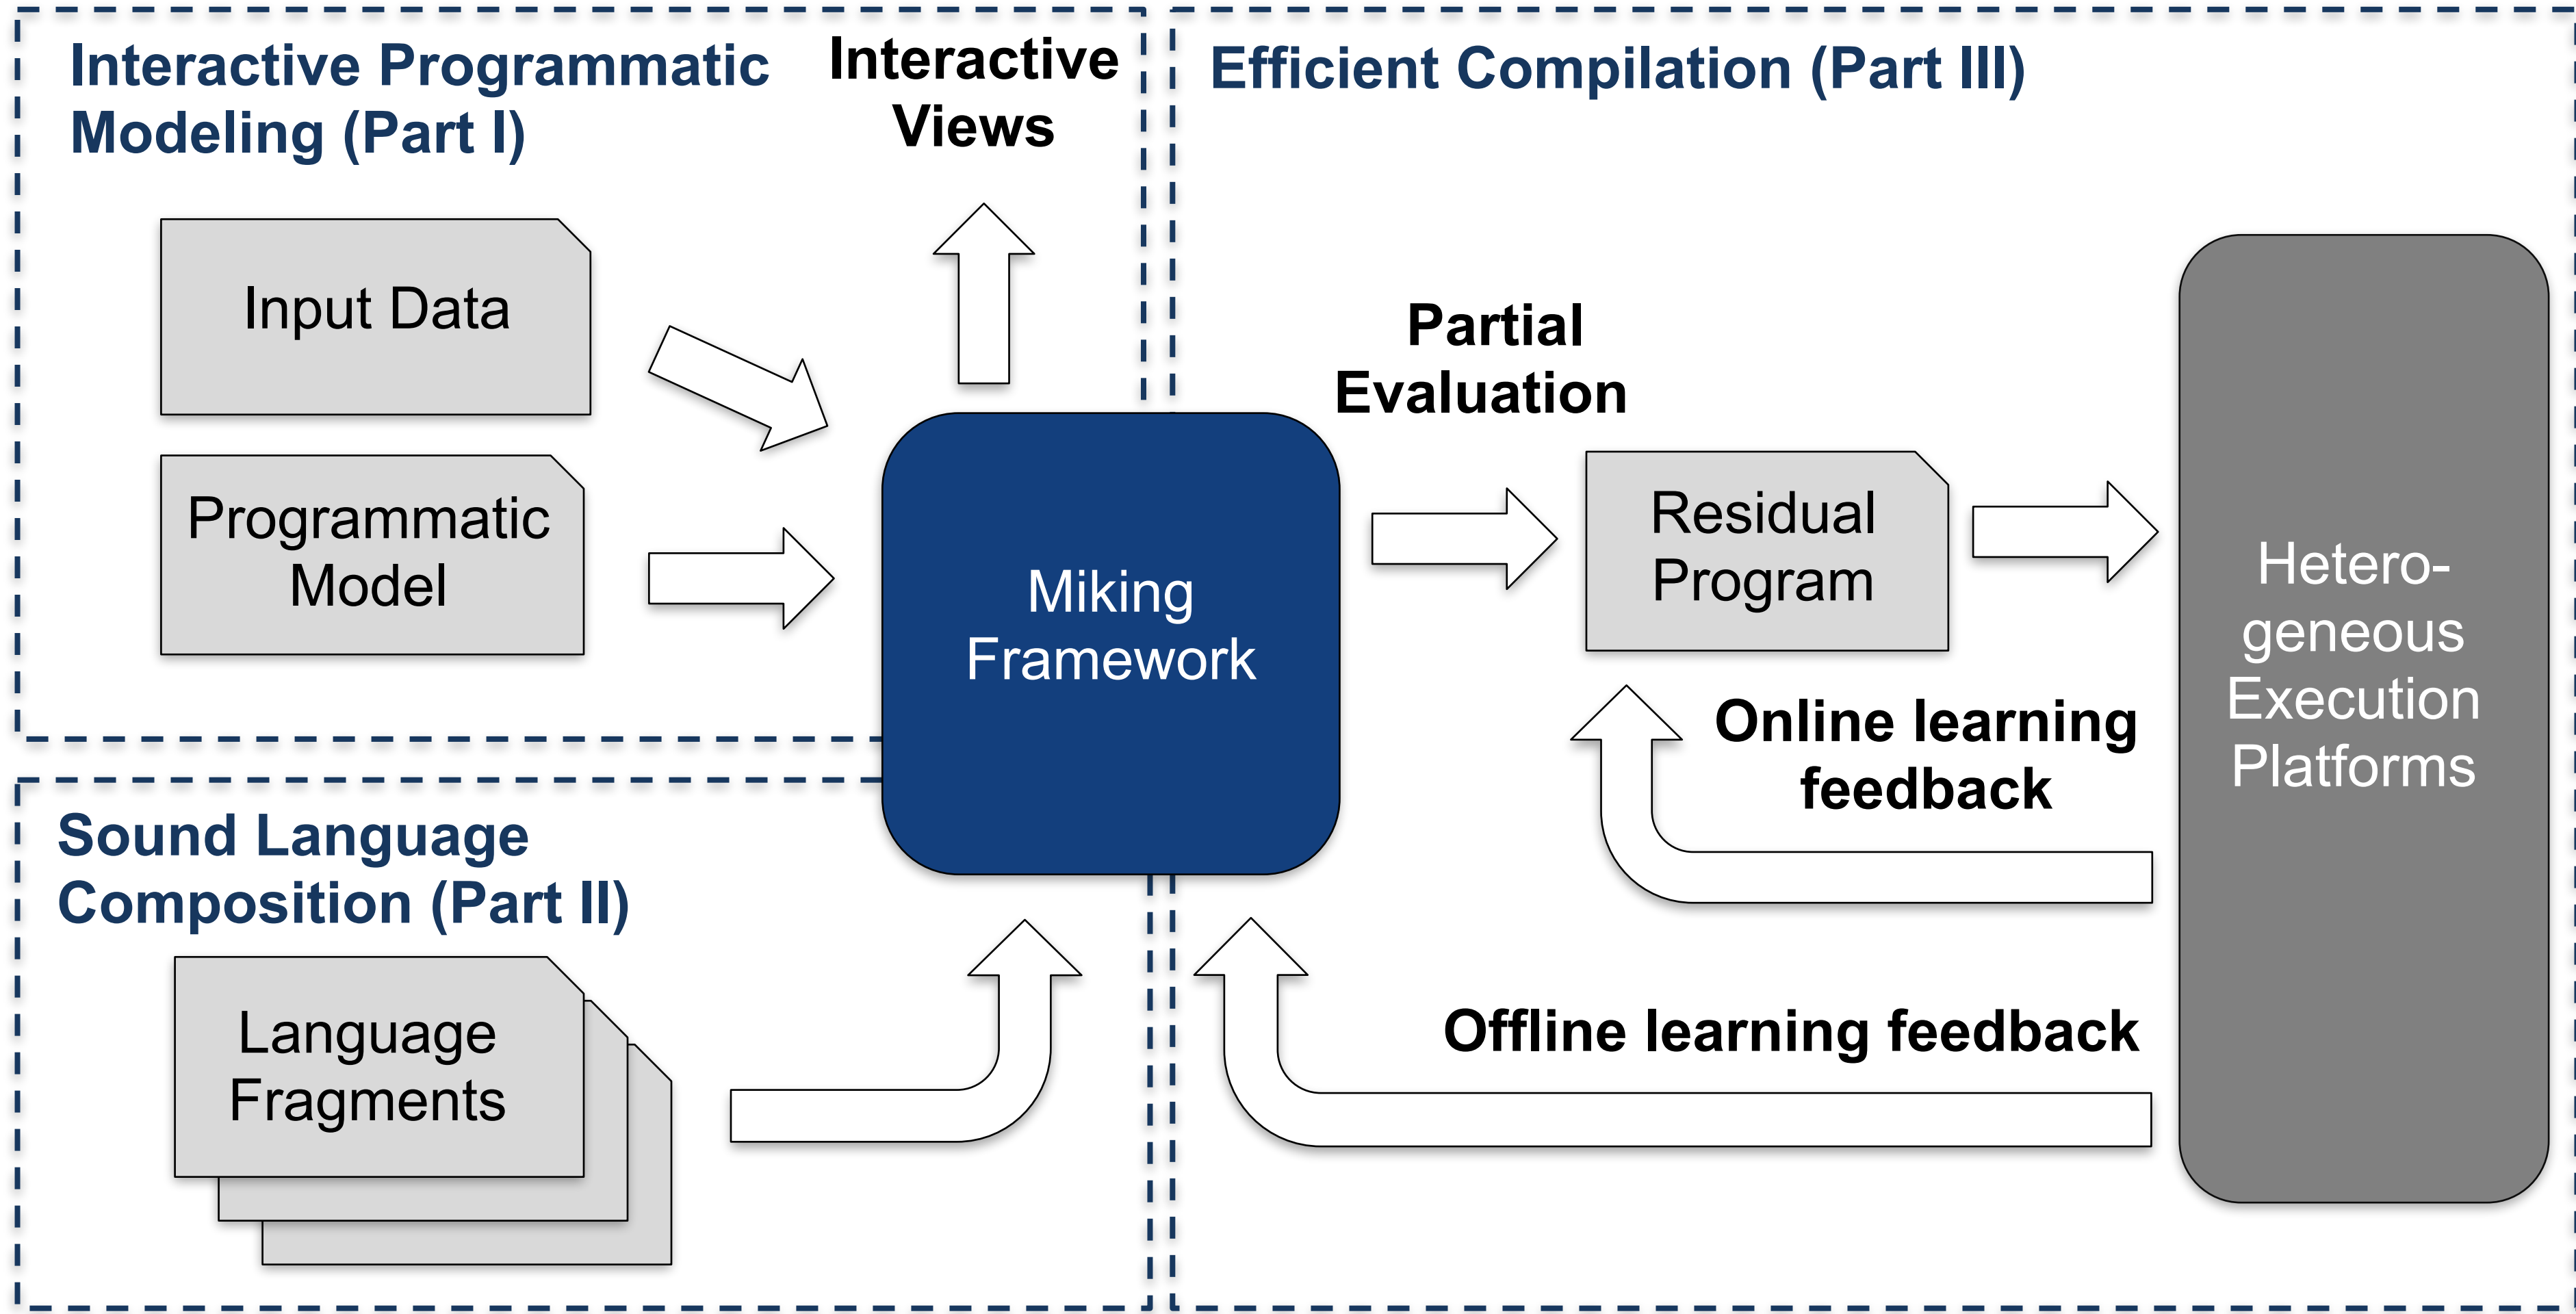 Interactive Programmatic
Modeling (Part I)
Interactive
Views
Input Data
Programmatic
Model
Sound Language
Composition (Part II)
Language
Fragments
Miking
Framework
Efficient Compilation (Part III)
Partial
Evaluation
Residual
Program
Online learning
feedback
Offline learning feedback
Hetero-
geneous
Execution
Platforms